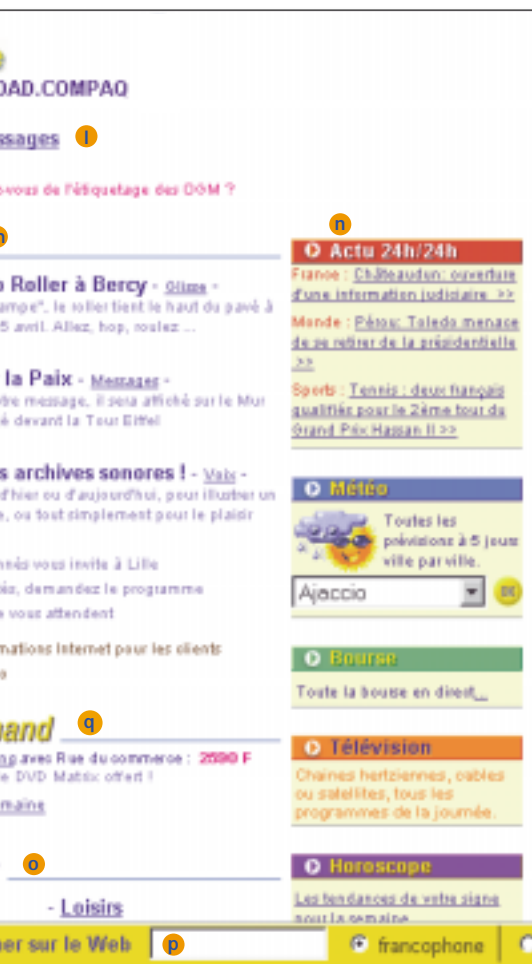 OAD.COMPAQ
ssages l
-vous de l'étiquetage des OGM ?
n
Actu 24h/24h
France : Châteaudun: ouverture
d'une information judiciaire >>
Monde : Pérou: Toledo menace
de se retirer de la présidentielle
>>
Sports : Tennis : deux français
qualifiés pour le 2ème tour du
Grand Prix Hassan II >>
o Roller à Bercy - Glisse -
ampe", le roller tient le haut du pavé à
5 avril. Allez, hop, roulez ...
la Paix - Messages -
tre message, il sera affiché sur le Mur
é devant la Tour Eiffel
s archives sonores ! - Voix -
d'hier ou d'aujourd'hui, pour illustrer un
e, ou tout simplement pour le plaisir
nnés vous invite à Lille
és, demandez le programme
e vous attendent
mations Internet pour les clients
o
Météo
Toutes les
prévisions à 5 jours
ville par ville.
Ajaccio
OK
Bourse
Toute la bourse en direct...
Télévision
Chaines hertziennes, cables
ou satellites, tous les
programmes de la journée.
Horoscope
Les tendances de votre signe
pour la semaine
mand q
ng avec Rue du commerce : 2590 F
e DVD Matrix offert !
emaine
o
- Loisirs
her sur le Web p francophone